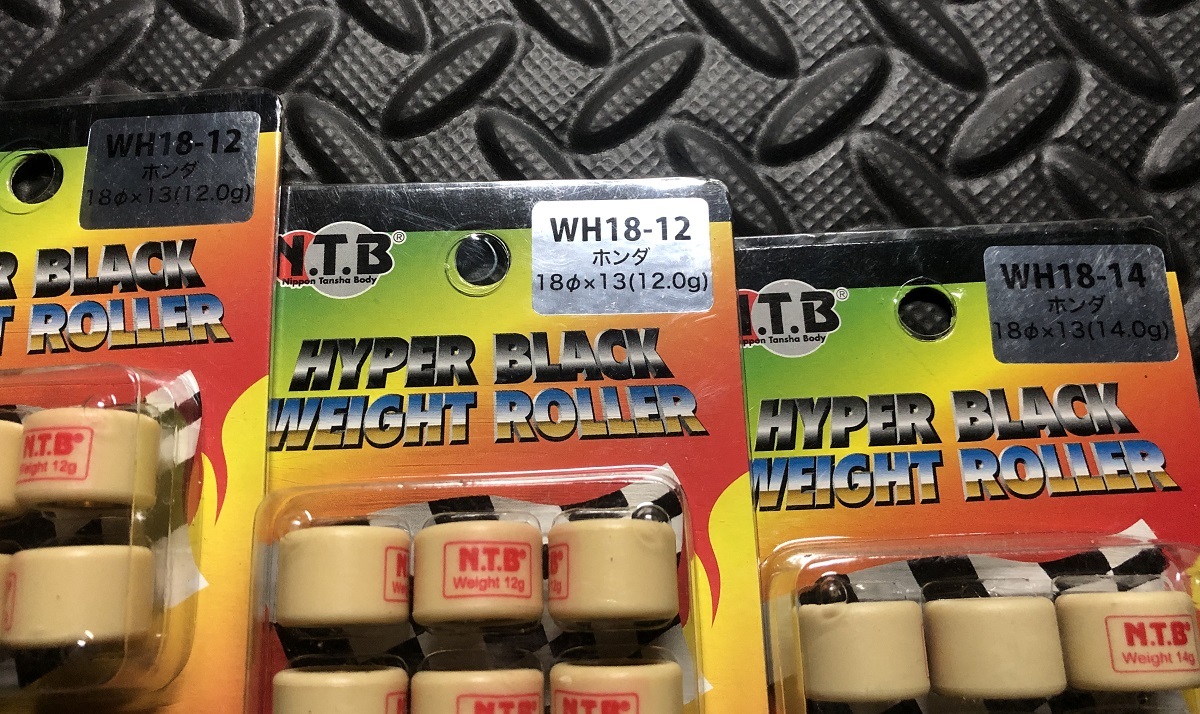 WH18-12
ホンダ
18φ×13(12.0g)
BLACK
ROLLER
N.T.B®
Weight 12g
N.T.B®
Nippon Tansha Body
WH18-12
ホンダ
18φ×13(12.0g)
HYPER BLACK
WEIGHT ROLLER
N.T.B®
Weight 12g
N.T.B
N.T.B®
N.T.B®
Nippon Tansha Body
WH18-14
ホンダ
18φ×13(14.0g)
HYPER BLACK
WEIGHT ROLLER
N.T.B®
Weight 14g